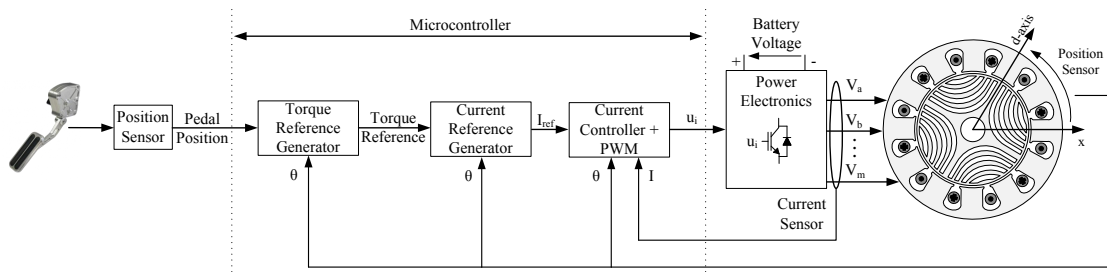 Microcontroller
Battery
Voltage
+ -
Power
Electronics
u_i
Position
Sensor
Pedal
Position
Torque
Reference
Generator
Torque
Reference
Current
Reference
Generator
I_ref
Current
Controller +
PWM
u_i
V_a
V_b
V_m
d-axis
Position
Sensor
x
θ
θ
θ
I
Current
Sensor